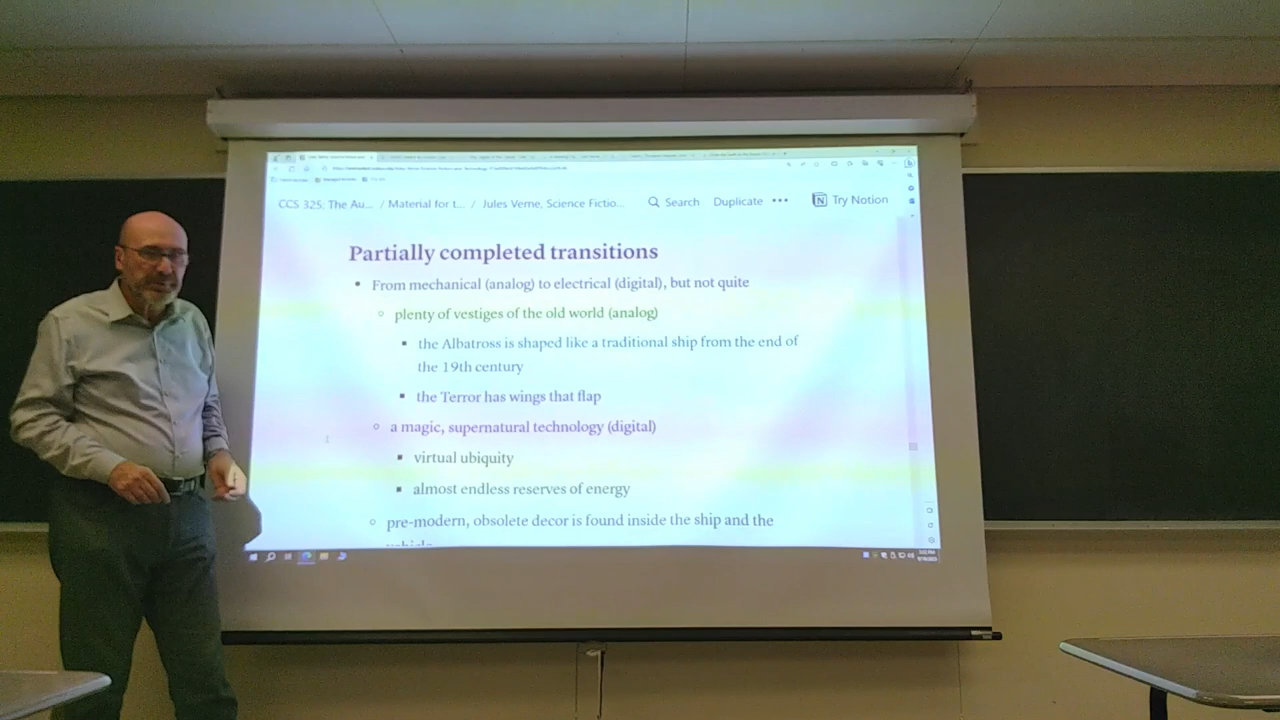 CCS 325: The Au... / Material for t... / Jules Verne, Science Fictio... Search Duplicate ••• Try Notion
Partially completed transitions
From mechanical (analog) to electrical (digital), but not quite
plenty of vestiges of the old world (analog)
the Albatross is shaped like a traditional ship from the end of
the 19th century
the Terror has wings that flap
a magic, supernatural technology (digital)
virtual ubiquity
almost endless reserves of energy
pre-modern, obsolete decor is found inside the ship and the